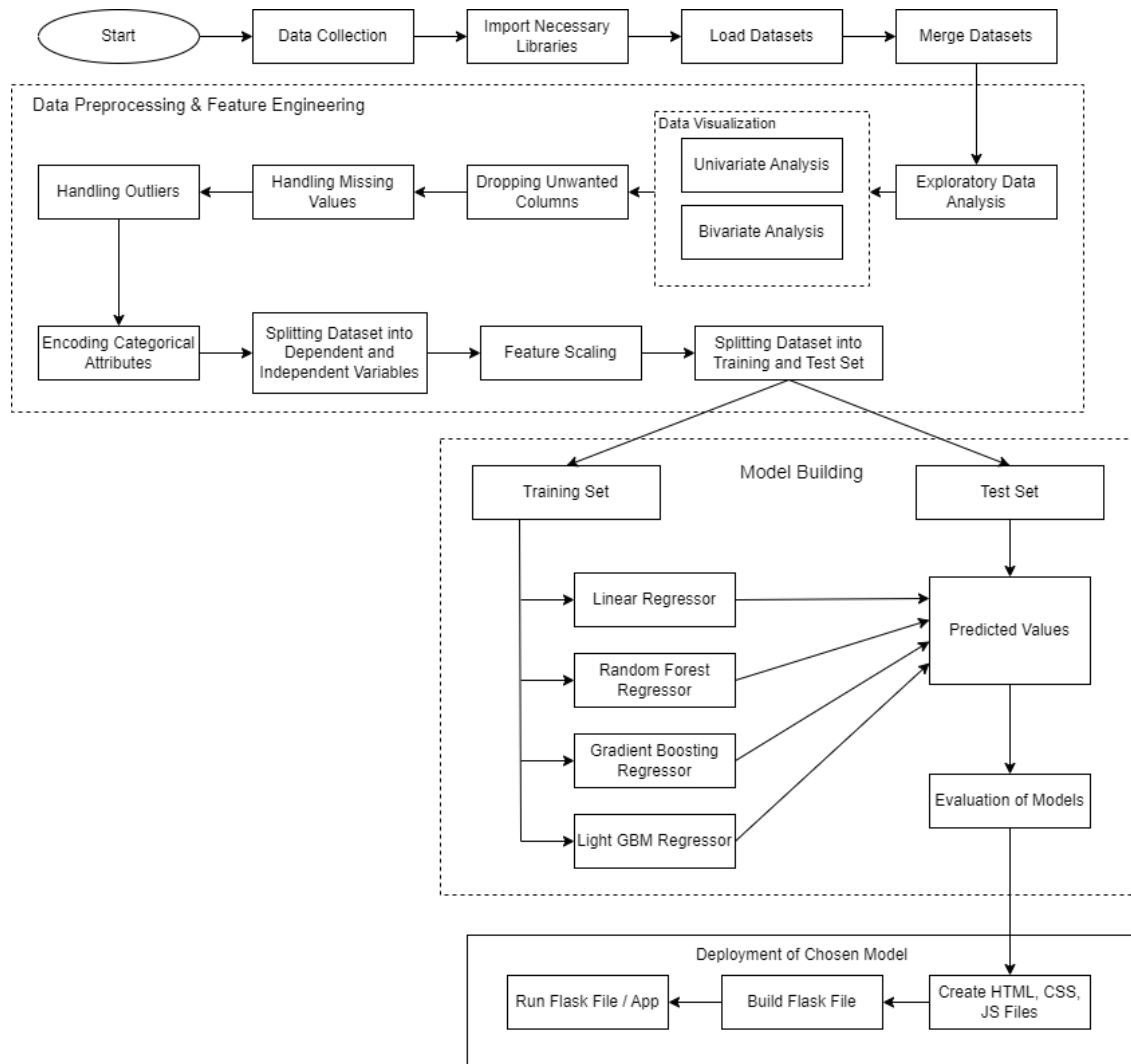 Start
Data Collection
Import Necessary
Libraries
Load Datasets
Merge Datasets
Data Preprocessing & Feature Engineering
Data Visualization
Univariate Analysis
Bivariate Analysis
Exploratory Data
Analysis
Dropping Unwanted
Columns
Handling Missing
Values
Handling Outliers
Encoding Categorical
Attributes
Splitting Dataset into
Dependent and
Independent Variables
Feature Scaling
Splitting Dataset into
Training and Test Set
Model Building
Training Set
Test Set
Linear Regressor
Random Forest
Regressor
Gradient Boosting
Regressor
Light GBM Regressor
Predicted Values
Evaluation of Models
Deployment of Chosen Model
Create HTML, CSS,
JS Files
Build Flask File
Run Flask File / App